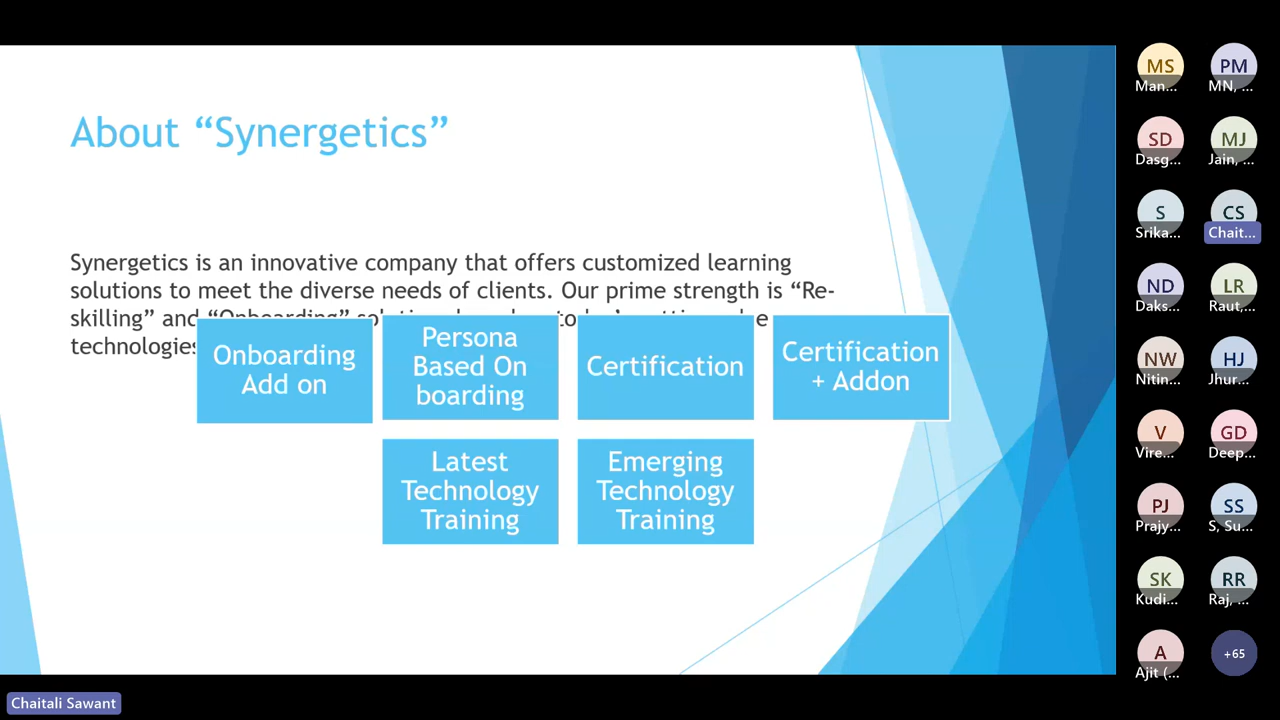 About “Synergetics”
Synergetics is an innovative company that offers customized learning
solutions to meet the diverse needs of clients. Our prime strength is “Re-
skilling” and “Onboarding”
technologies
Onboarding
Add on
Persona
Based On
boarding
Certification
Certification
+ Addon
Latest
Technology
Training
Emerging
Technology
Training
MS
Man...
PM
MN, ...
SD
Dasg...
MJ
Jain, ...
S
Srika...
CS
Chait...
ND
Daks...
LR
Raut,...
NW
Nitin...
HJ
Jhur...
V
Vire...
GD
Deep...
PJ
Prajy...
SS
S, Su...
SK
Kudi...
RR
Raj, ...
A
Ajit (...
+65
Chaitali Sawant